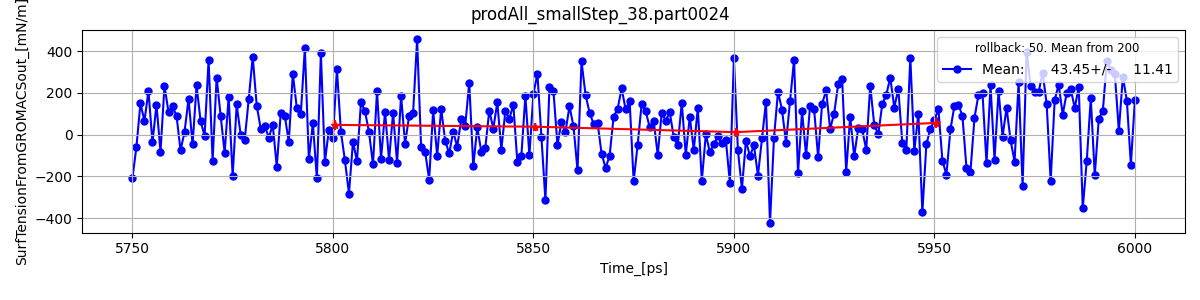 prodAll_smallStep_38.part0024
SurfTensionFromGROMACSout_[mN/m]
400
200
0
−200
−400
rollback: 50. Mean from 200
Mean: 43.45+/- 11.41
5750
5800
5850
5900
5950
6000
Time_[ps]